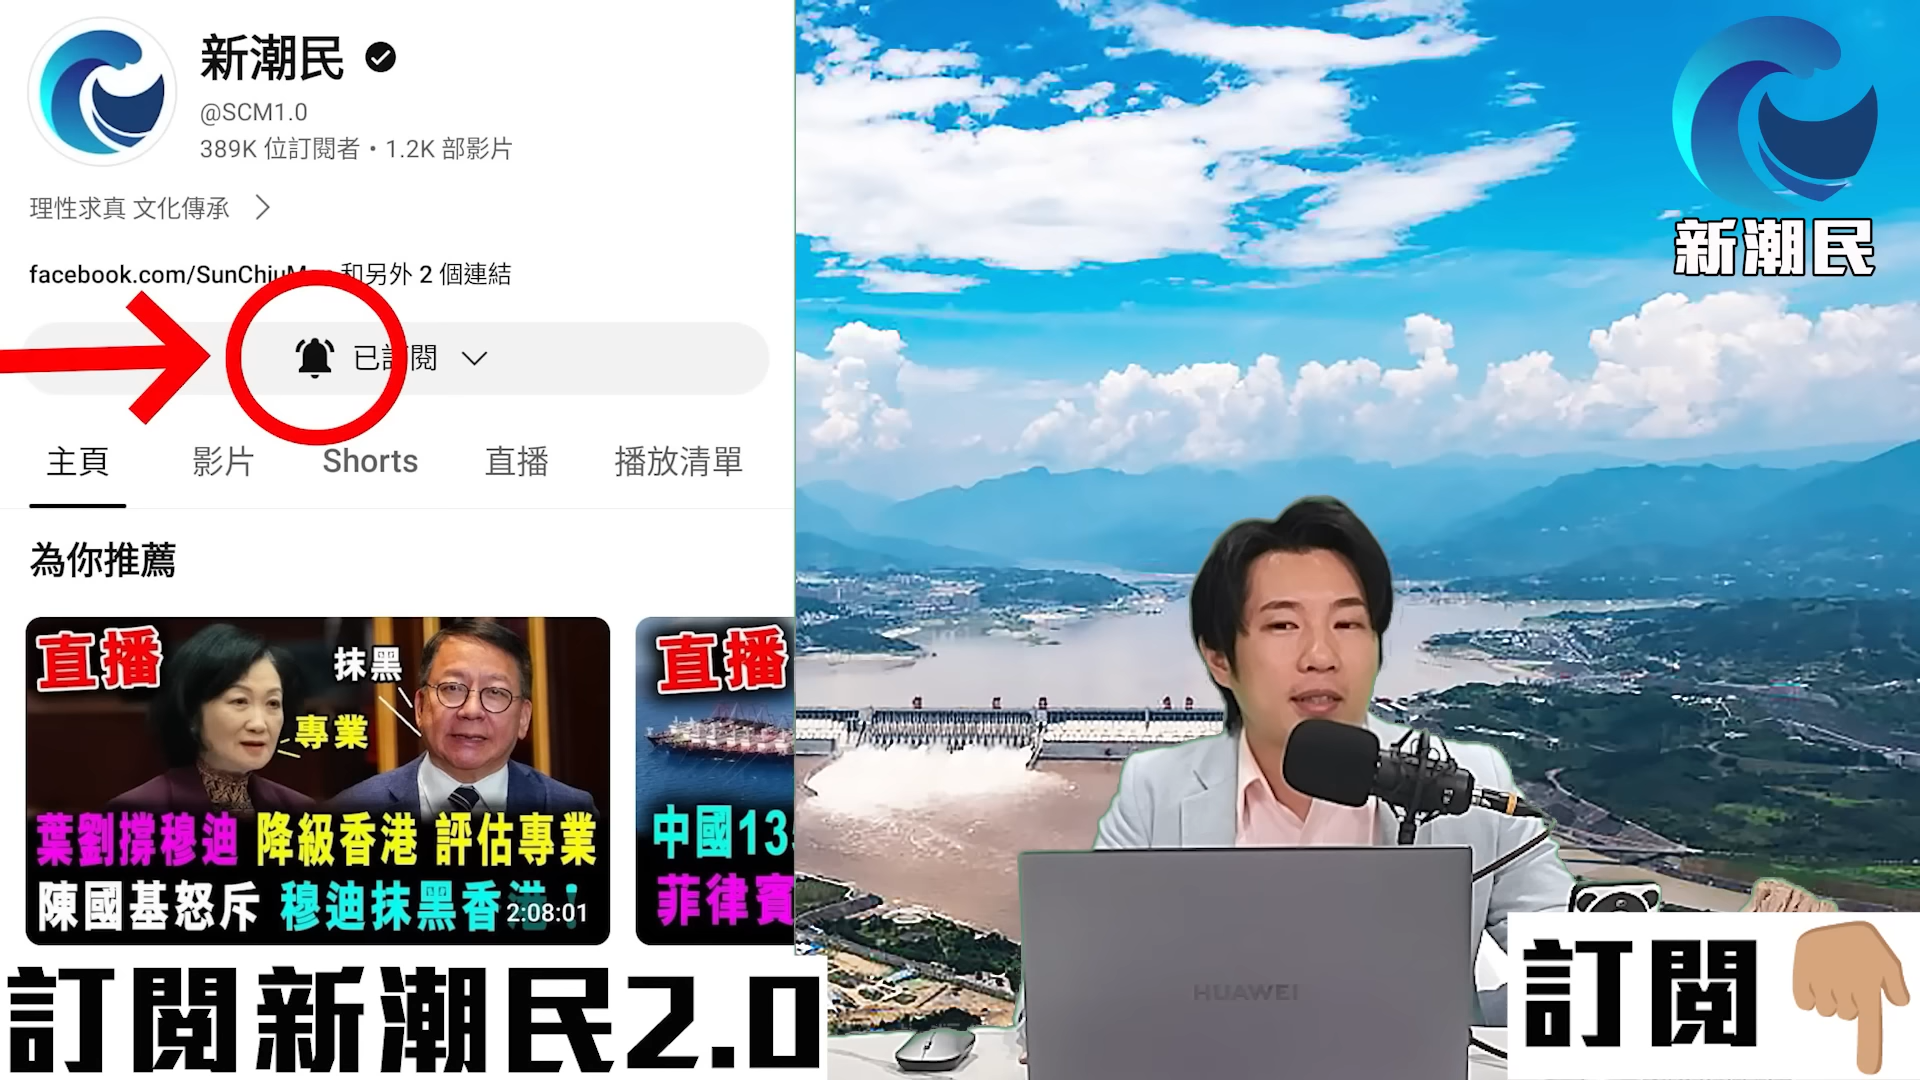 新潮民
@SCM1.0
389K 位訂閱者・1.2K 部影片
理性求真 文化傳承
facebook.com/SunChiuM 和另外 2 個連結
已訂閱
主頁 影片 Shorts 直播 播放清單
為你推薦
直播
抹黑
專業
葉劉撐穆迪 降級香港 評估專業
陳國基怒斥 穆迪抹黑香港！
2:08:01
直播
中國13
菲律賓
訂閱新潮民2.0
新潮民
HUAWEI
訂閱